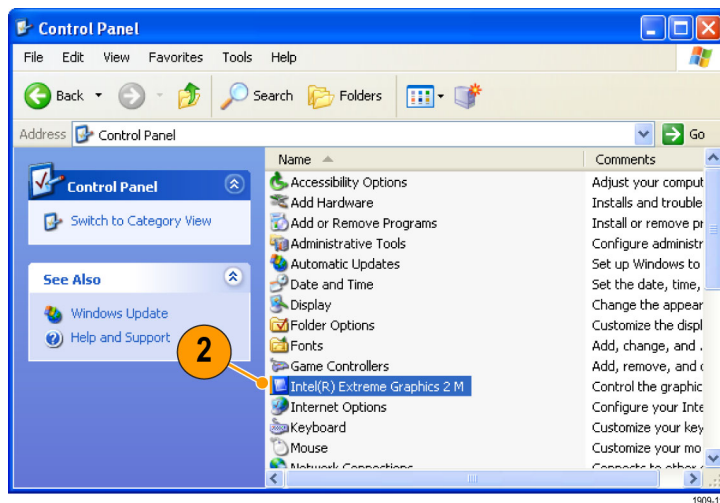 Control Panel
File Edit View Favorites Tools Help
Back Search Folders
Address Control Panel Go
Name Comments
Control Panel
Switch to Category View
See Also
Windows Update
Help and Support
2
Accessibility Options Adjust your comput
Add Hardware Installs and trouble
Add or Remove Programs Install or remove pr
Administrative Tools Configure administr
Automatic Updates Set up Windows to
Date and Time Set the date, time,
Display Change the appear
Folder Options Customize the displ
Fonts Add, change, and
Game Controllers Add, remove, and
Intel(R) Extreme Graphics 2 M Control the graphic
Internet Options Configure your Inte
Keyboard Customize your key
Mouse Customize your mo
Network Connections Connects to other